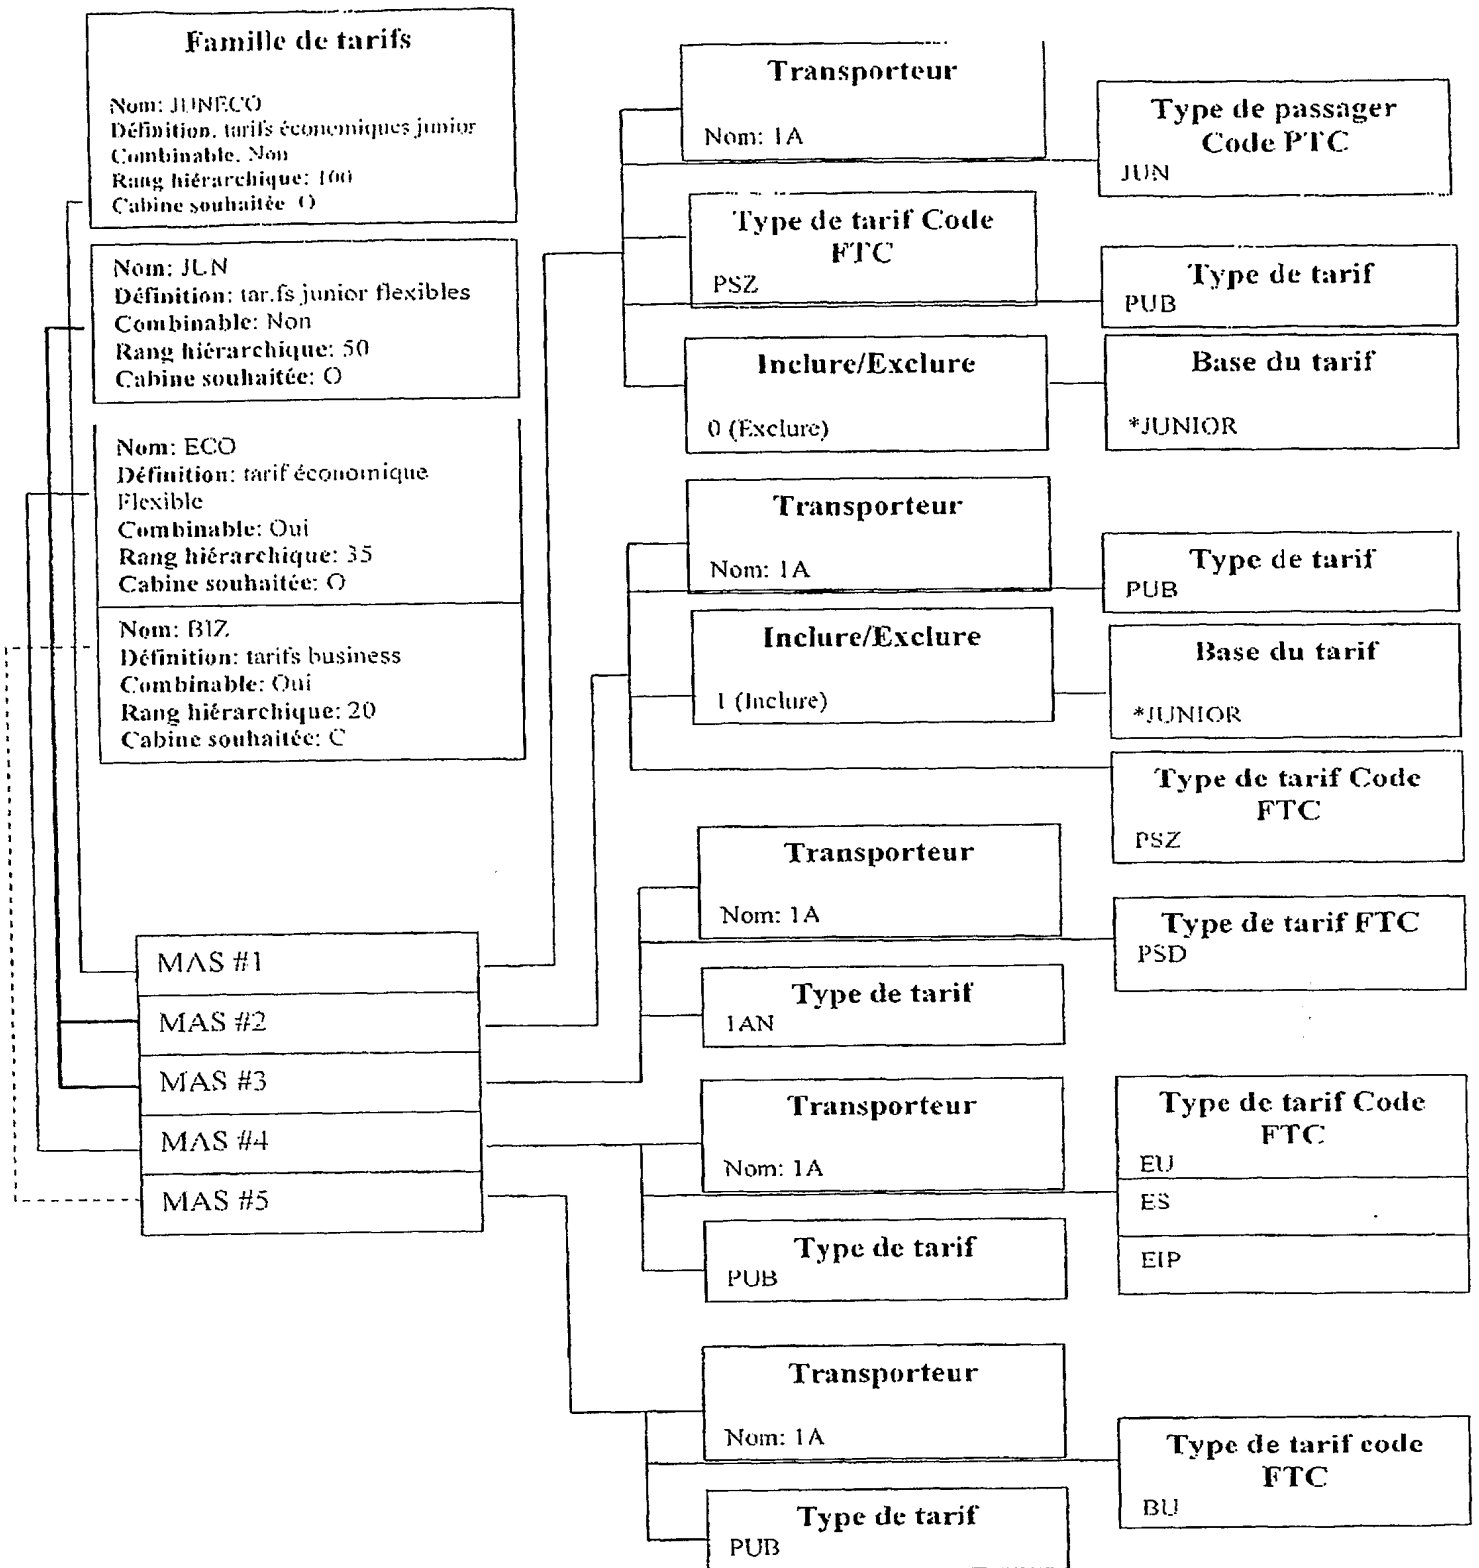 Famille de tarifs
Nom: JUNECO
Définition. tarifs économiques junior
Combinable. Non
Rang hiérarchique: 100
Cabine souhaitée O
Nom: JUN
Définition: tarifs junior flexibles
Combinable: Non
Rang hiérarchique: 50
Cabine souhaitée: O
Nom: ECO
Définition: tarif économique
Flexible
Combinable: Oui
Rang hiérarchique: 35
Cabine souhaitée: O
Nom: BIZ
Définition: tarifs business
Combinable: Oui
Rang hiérarchique: 20
Cabine souhaitée: C
MAS #1
MAS #2
MAS #3
MAS #4
MAS #5
Transporteur
Nom: 1A
Type de passager
Code PTC
JUN
Type de tarif Code
FTC
PSZ
Type de tarif
PUB
Inclure/Exclure
0 (Exclure)
Base du tarif
*JUNIOR
Transporteur
Nom: 1A
Type de tarif
PUB
Inclure/Exclure
1 (Inclure)
Base du tarif
*JUNIOR
Type de tarif Code
FTC
PSZ
Transporteur
Nom: 1A
Type de tarif FTC
PSD
Type de tarif
1AN
Transporteur
Nom: 1A
Type de tarif Code
FTC
EU
ES
EIP
Type de tarif
PUB
Transporteur
Nom: 1A
Type de tarif code
FTC
BU
Type de tarif
PUB